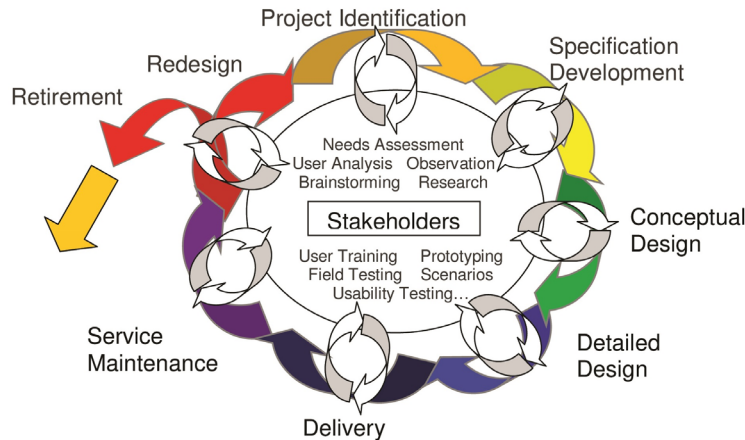 Project Identification
Specification
Development
Redesign
Retirement
Needs Assessment
User Analysis Observation
Brainstorming Research
Stakeholders
Conceptual
Design
User Training Prototyping
Field Testing Scenarios
Usability Testing…
Service
Maintenance
Detailed
Design
Delivery